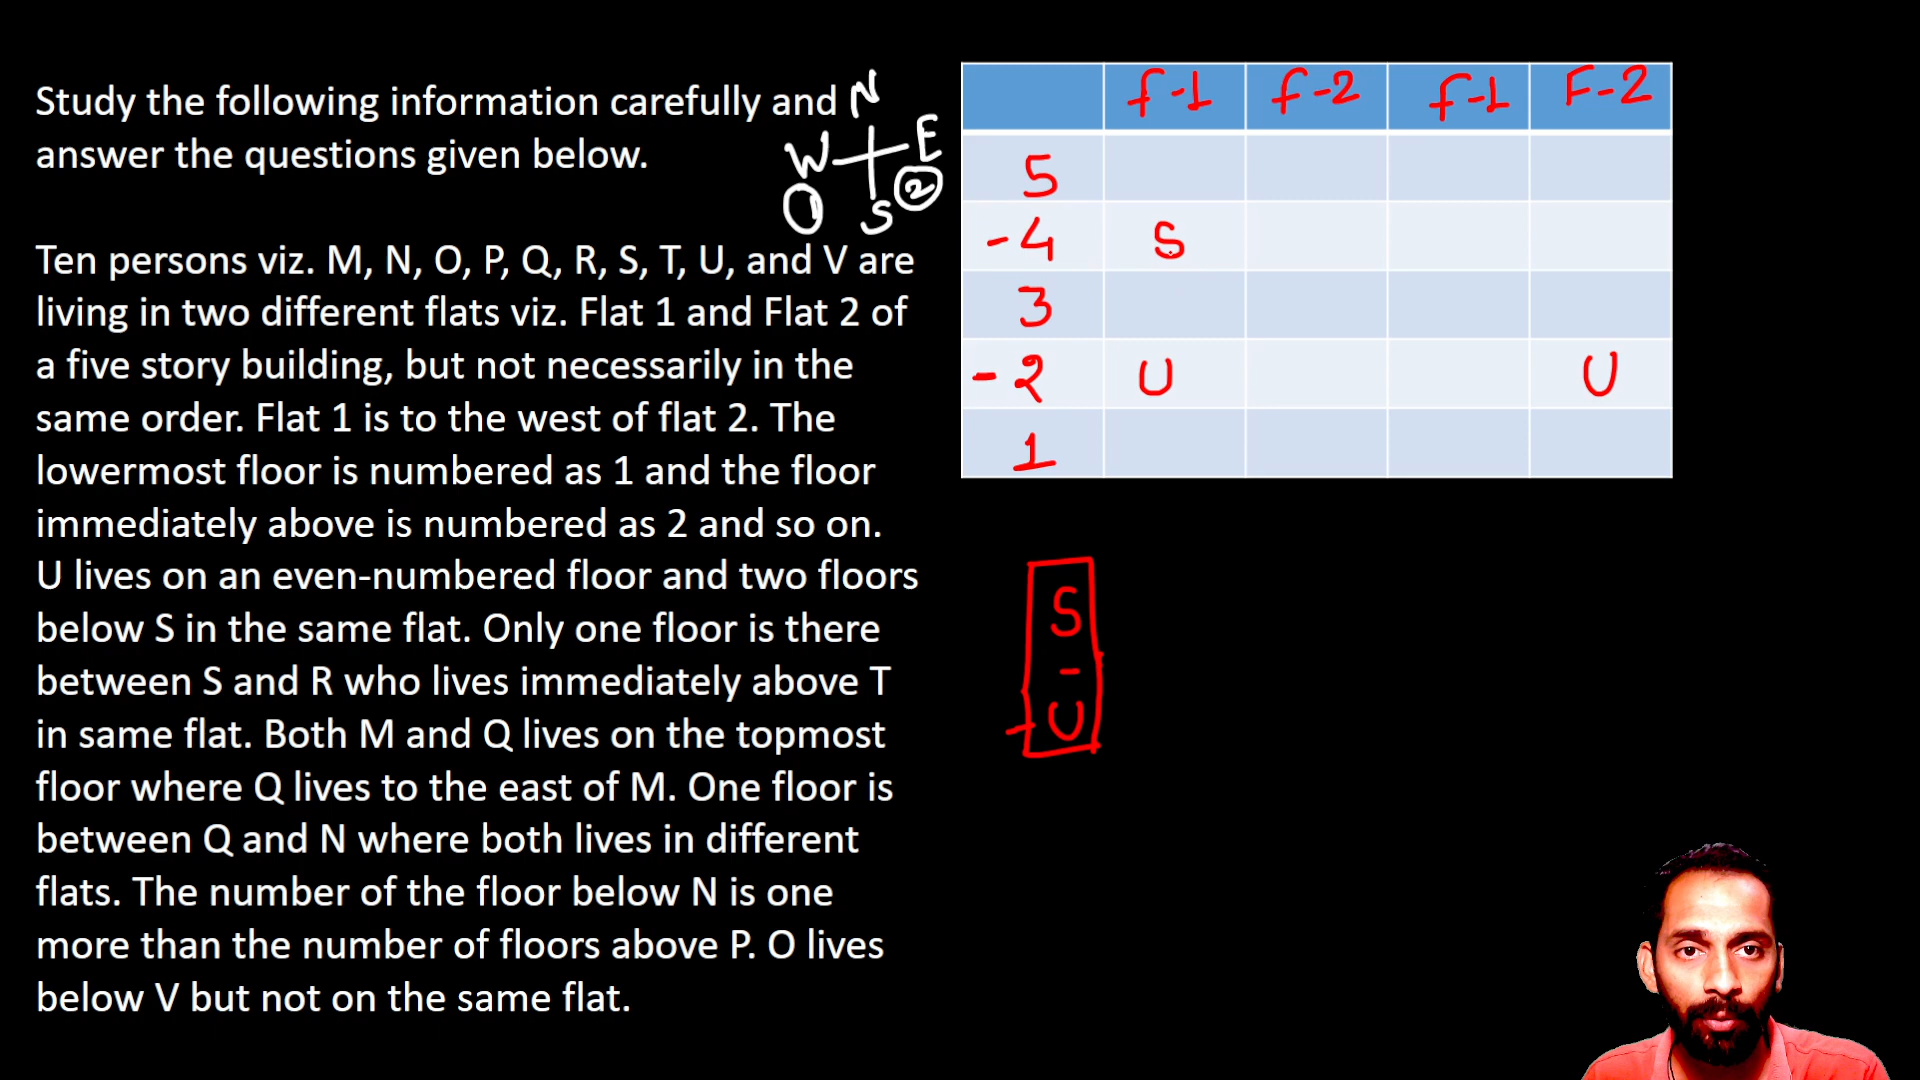 Study the following information carefully and
answer the questions given below.
N
W E
1 2
S
Ten persons viz. M, N, O, P, Q, R, S, T, U, and V are
living in two different flats viz. Flat 1 and Flat 2 of
a five story building, but not necessarily in the
same order. Flat 1 is to the west of flat 2. The
lowermost floor is numbered as 1 and the floor
immediately above is numbered as 2 and so on.
U lives on an even-numbered floor and two floors
below S in the same flat. Only one floor is there
between S and R who lives immediately above T
in same flat. Both M and Q lives on the topmost
floor where Q lives to the east of M. One floor is
between Q and N where both lives in different
flats. The number of the floor below N is one
more than the number of floors above P. O lives
below V but not on the same flat.
f-1 f-2 f-1 F-2
5
-4 S
3
-2 U U
1
S
-
-U